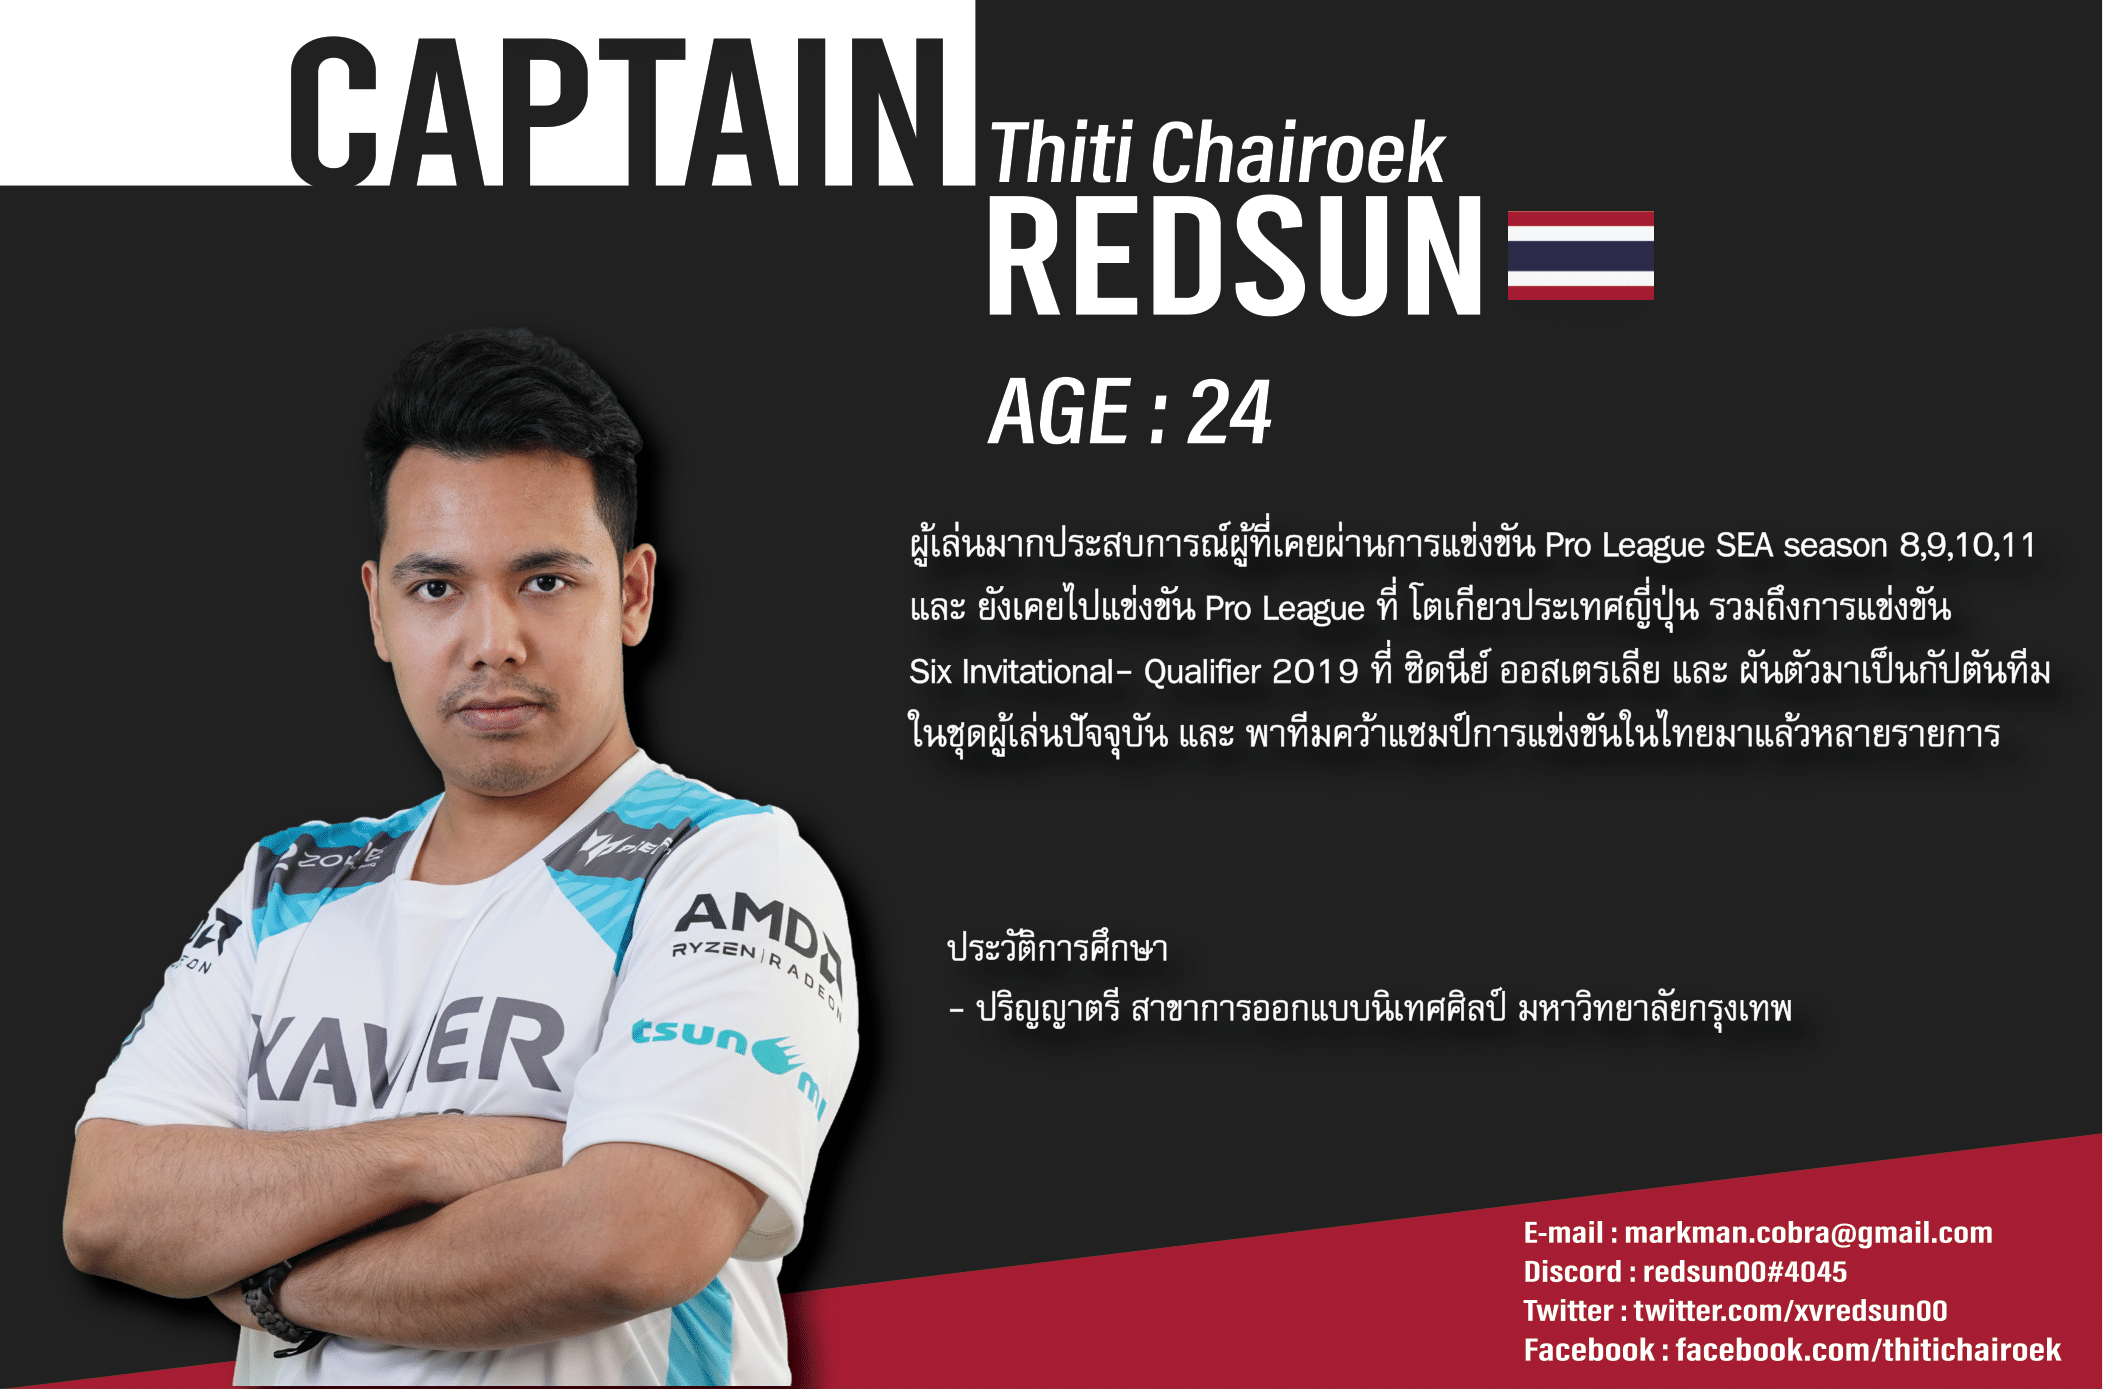 CAPTAIN
Thiti Chairoek
REDSUN
AGE : 24
ผู้เล่นมากประสบการณ์ผู้ที่เคยผ่านการแข่งขัน Pro League SEA season 8,9,10,11
และ ยังเคยไปแข่งขัน Pro League ที่ โตเกียวประเทศญี่ปุ่น รวมถึงการแข่งขัน
Six Invitational- Qualifier 2019 ที่ ซิดนีย์ ออสเตรเลีย และ ผันตัวมาเป็นกัปตันทีม
ในชุดผู้เล่นปัจจุบัน และ พาทีมคว้าแชมป์การแข่งขันในไทยมาแล้วหลายรายการ
ประวัติการศึกษา
- ปริญญาตรี สาขาการออกแบบนิเทศศิลป์ มหาวิทยาลัยกรุงเทพ
AMD
RYZEN | RADEON
tsunami
XAVIER
E-mail : markman.cobra@gmail.com
Discord : redsun00#4045
Twitter : twitter.com/xvredsun00
Facebook : facebook.com/thitichairoek